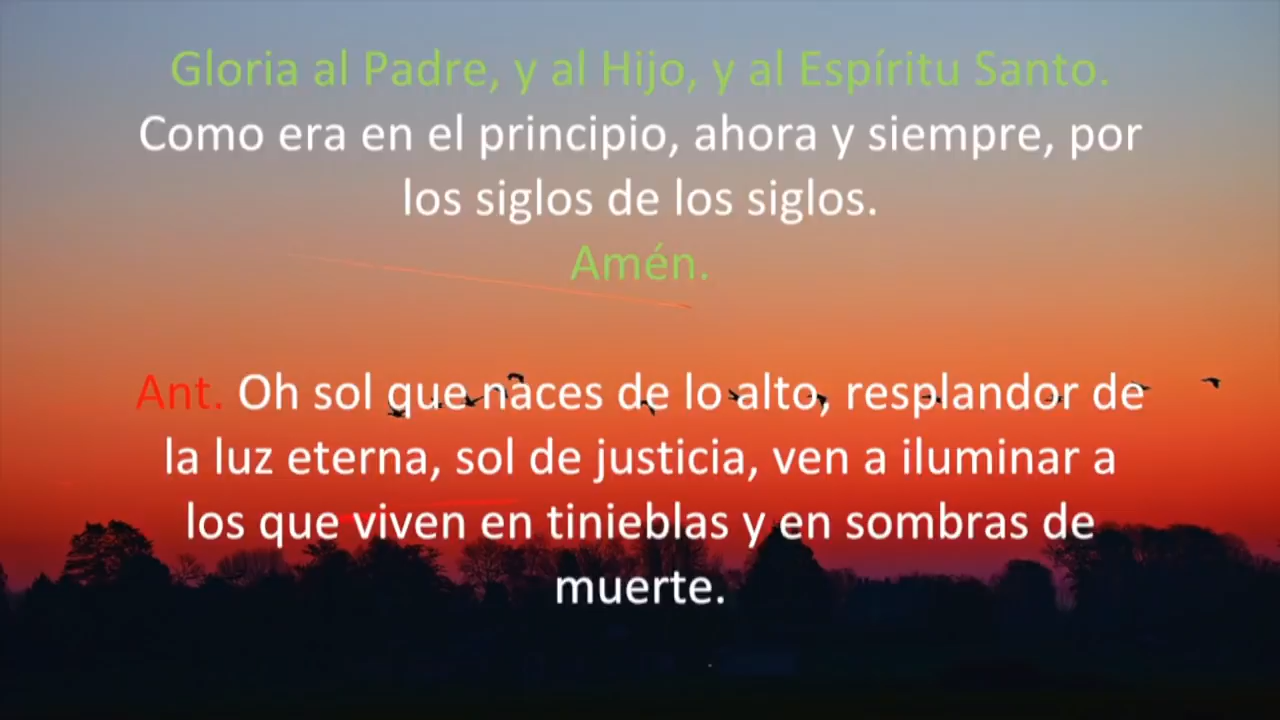 Gloria al Padre, y al Hijo, y al Espíritu Santo.
Como era en el principio, ahora y siempre, por
los siglos de los siglos.
Amén.
Ant. Oh sol que naces de lo alto, resplandor de
la luz eterna, sol de justicia, ven a iluminar a
los que viven en tinieblas y en sombras de
muerte.